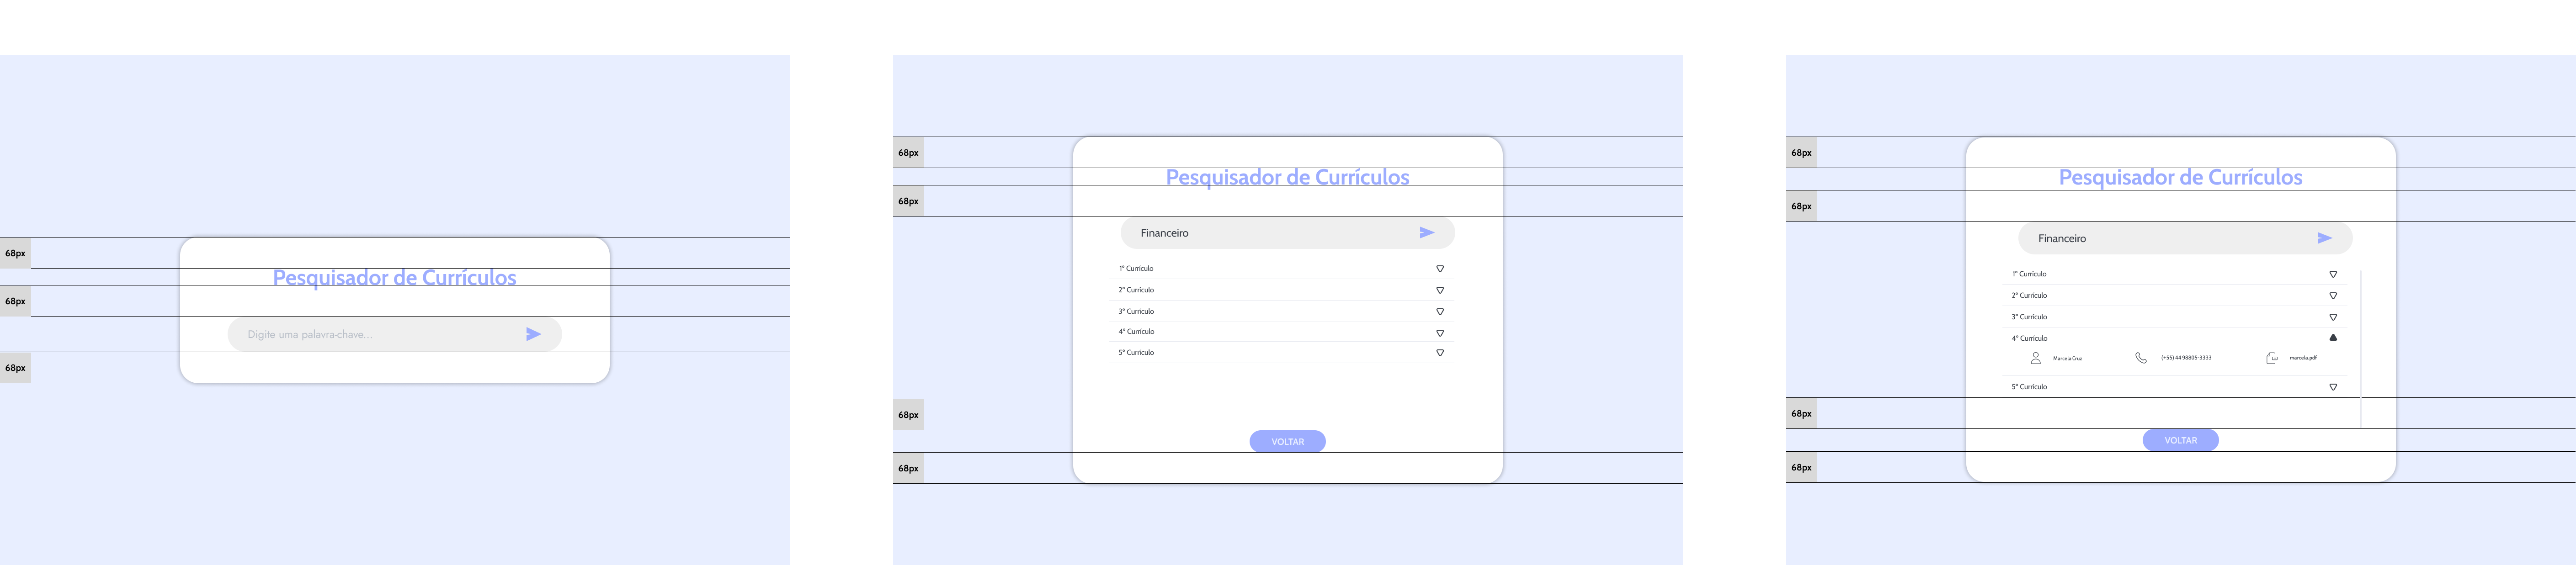 68px
Pesquisador de Currículos
68px
Digite uma palavra-chave...
68px
68px
Pesquisador de Currículos
68px
Financeiro
1º Currículo
2º Currículo
3º Currículo
4º Currículo
5º Currículo
68px
VOLTAR
68px
68px
Pesquisador de Currículos
68px
Financeiro
1º Currículo
2º Currículo
3º Currículo
4º Currículo
Marcela Cruz (+55) 44 98805-3333 marcela.pdf
5º Currículo
68px
VOLTAR
68px